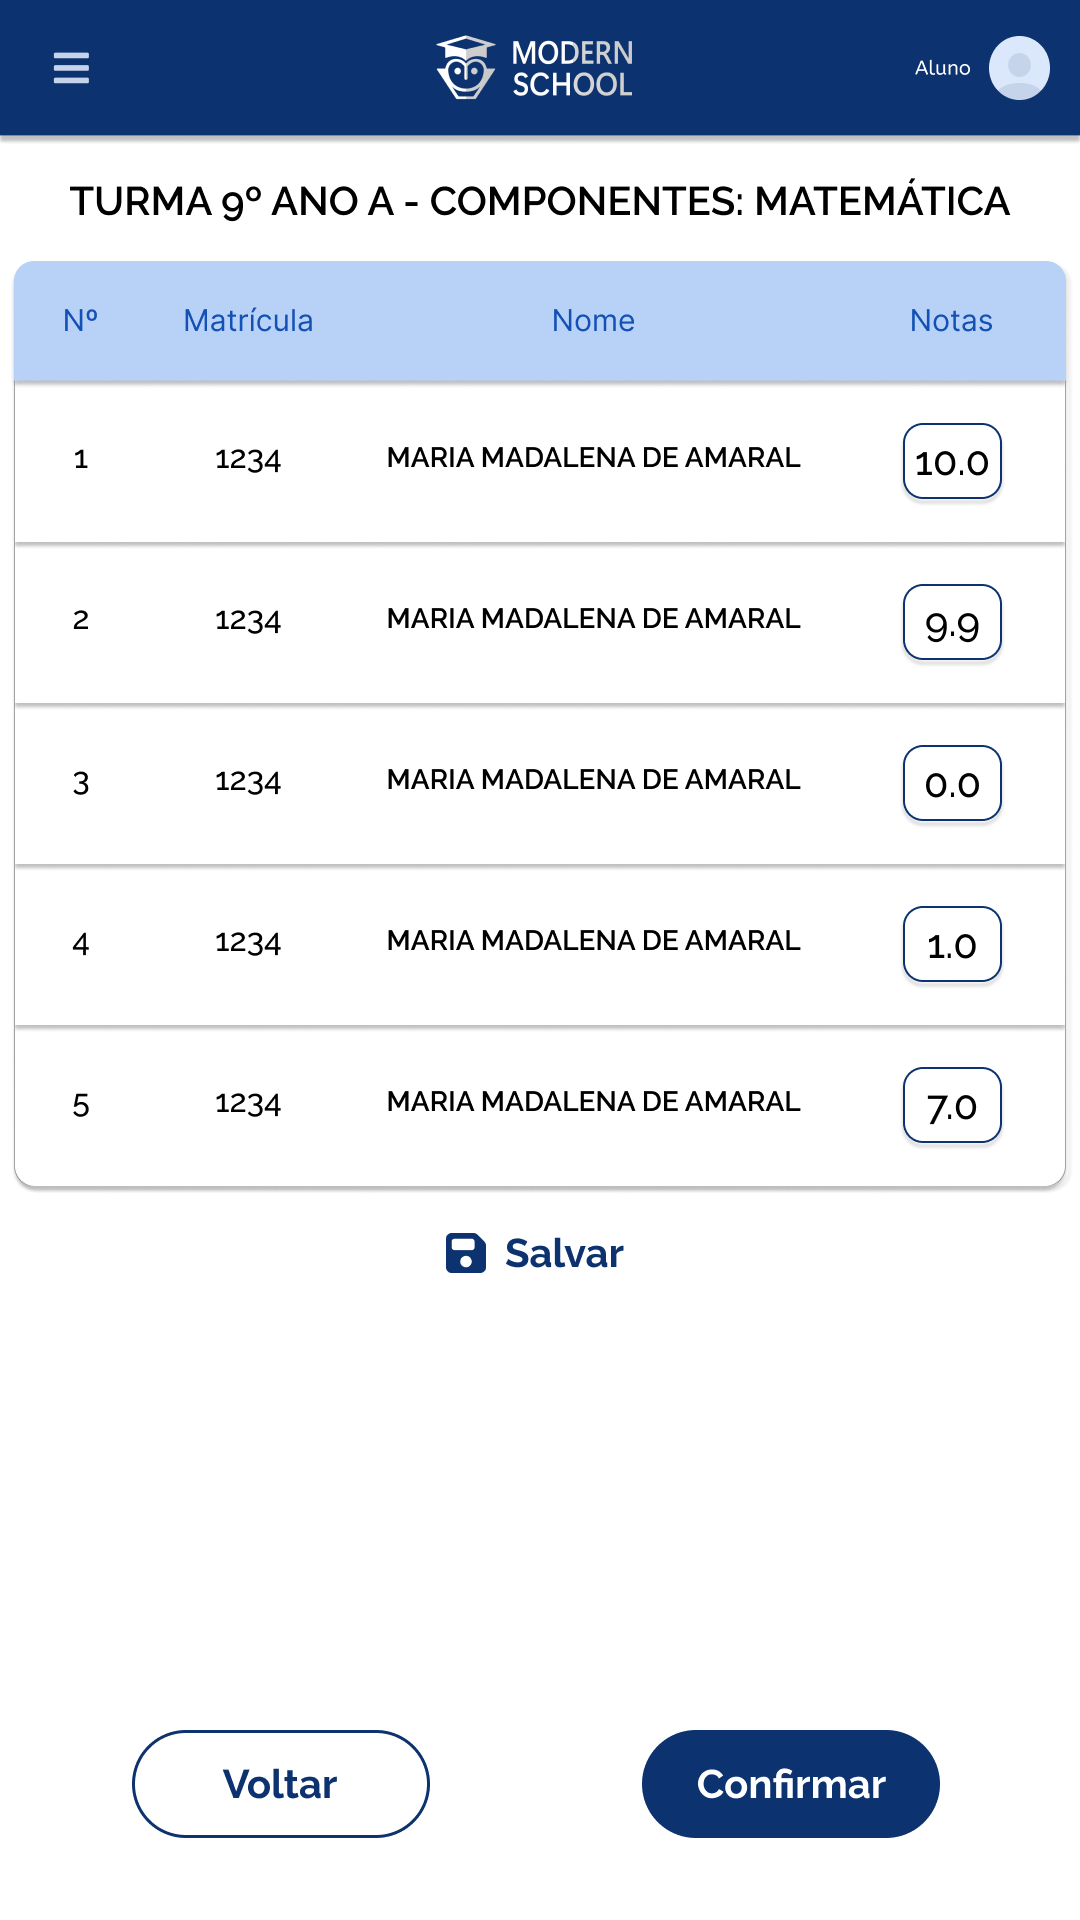 MODERN
SCHOOL
Aluno
TURMA 9º ANO A - COMPONENTES: MATEMÁTICA
Nº Matrícula Nome Notas
1 1234 MARIA MADALENA DE AMARAL 10.0
2 1234 MARIA MADALENA DE AMARAL 9.9
3 1234 MARIA MADALENA DE AMARAL 0.0
4 1234 MARIA MADALENA DE AMARAL 1.0
5 1234 MARIA MADALENA DE AMARAL 7.0
Salvar
Voltar Confirmar